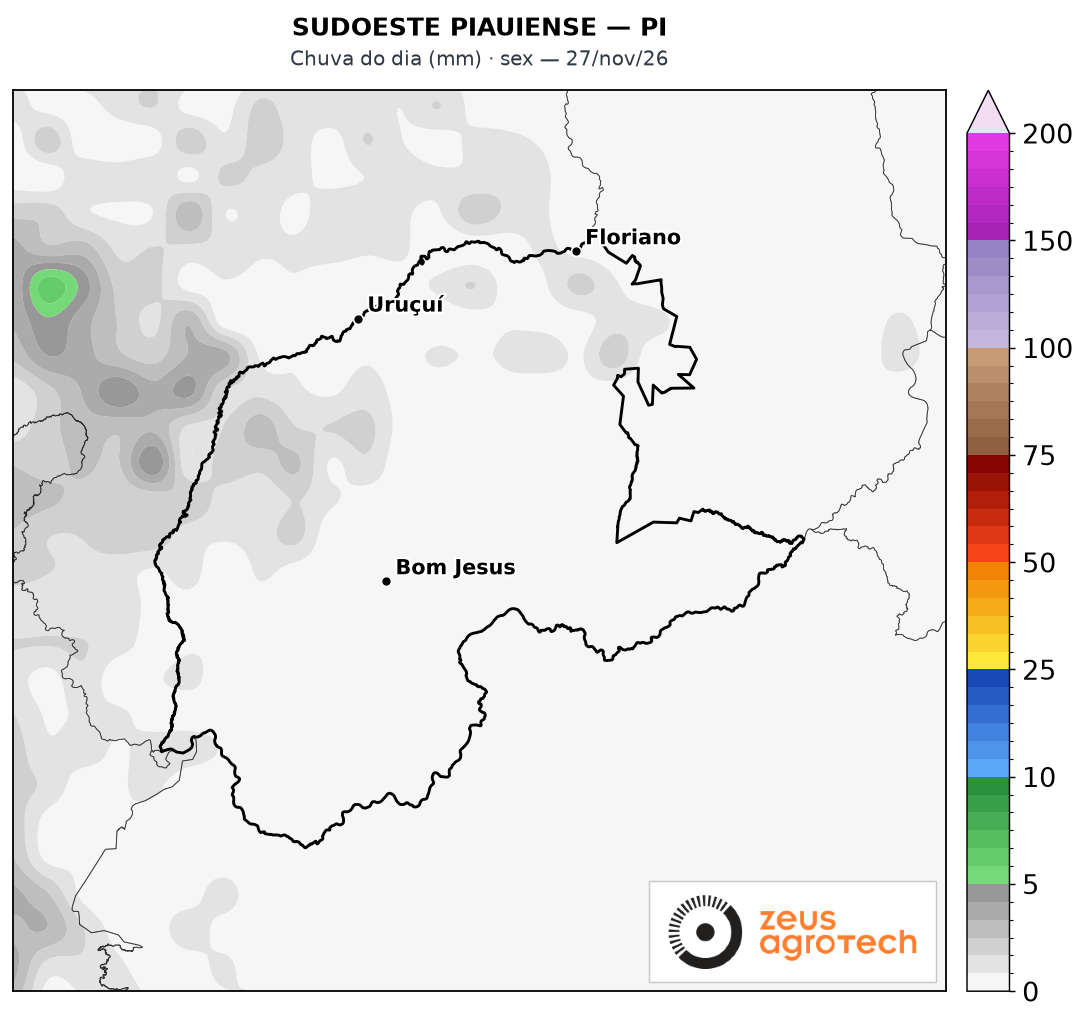 SUDOESTE PIAUIENSE — PI
Chuva do dia (mm) · sex — 27/nov/26
Floriano
Uruçuí
Bom Jesus
200
150
100
75
50
25
10
5
0
zeus
agrotech